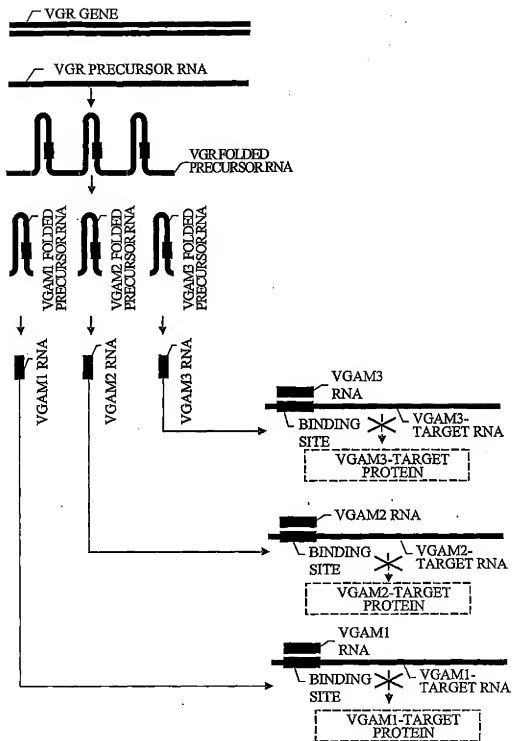 VGR GENE
VGR PRECURSOR RNA
VGR FOLDED
PRECURSOR RNA
VGAM1 FOLDED
PRECURSOR RNA
VGAM2 FOLDED
PRECURSOR RNA
VGAM3 FOLDED
PRECURSOR RNA
VGAM1 RNA
VGAM2 RNA
VGAM3 RNA
VGAM3
RNA
BINDING
SITE
VGAM3-
TARGET RNA
VGAM3-TARGET
PROTEIN
VGAM2 RNA
BINDING
SITE
VGAM2-
TARGET RNA
VGAM2-TARGET
PROTEIN
VGAM1
RNA
BINDING
SITE
VGAM1-
TARGET RNA
VGAM1-TARGET
PROTEIN